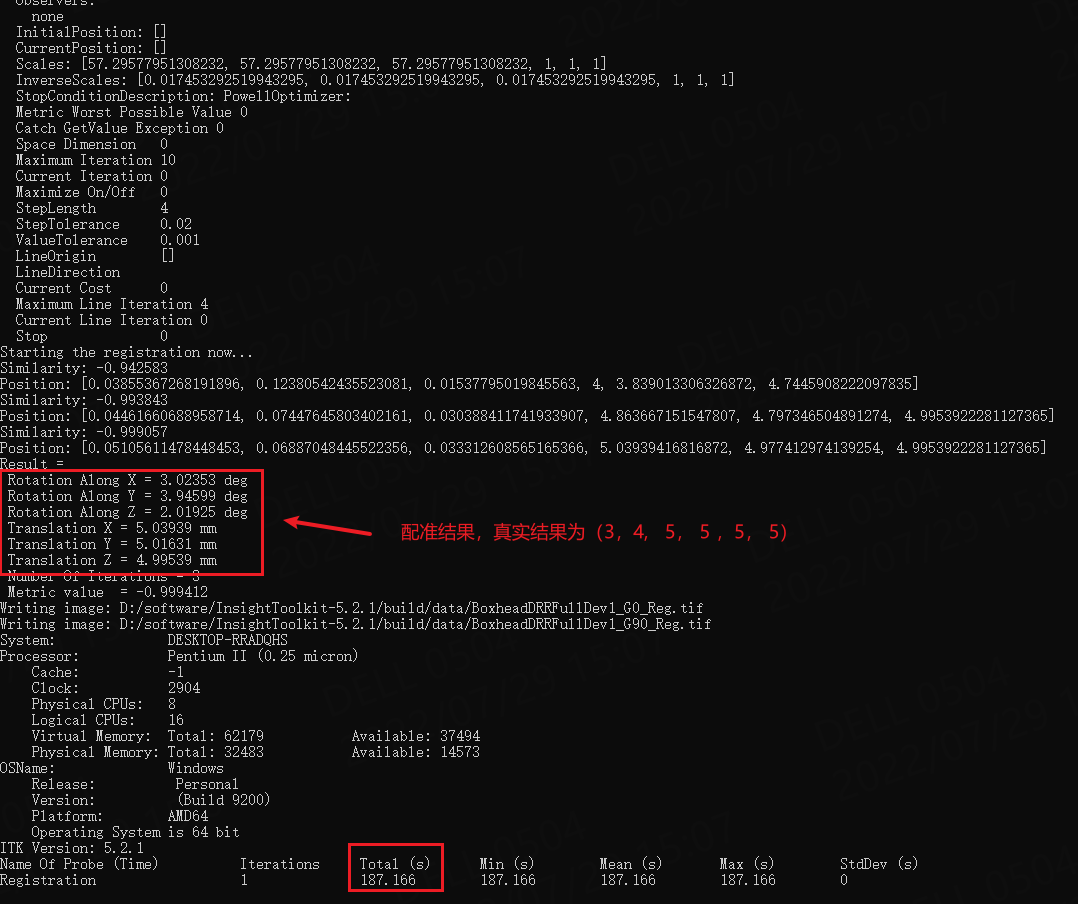 Observers:
none
InitialPosition: []
CurrentPosition: []
Scales: [57.29577951308232, 57.29577951308232, 57.29577951308232, 1, 1, 1]
InverseScales: [0.017453292519943295, 0.017453292519943295, 0.017453292519943295, 1, 1, 1]
StopConditionDescription: PowellOptimizer:
Metric Worst Possible Value 0
Catch GetValue Exception 0
Space Dimension 0
Maximum Iteration 10
Current Iteration 0
Maximize On/Off 0
StepLength 4
StepTolerance 0.02
ValueTolerance 0.001
LineOrigin []
LineDirection
Current Cost 0
Maximum Line Iteration 4
Current Line Iteration 0
Stop 0
Starting the registration now...
Similarity: -0.942583
Position: [0.03855367268191896, 0.12380542435523081, 0.01537795019845563, 4, 3.839013306326872, 4.7445908222097835]
Similarity: -0.993843
Position: [0.04461660688958714, 0.07447645803402161, 0.030388411741933907, 4.863667151547807, 4.797346504891274, 4.9953922281127365]
Similarity: -0.999057
Position: [0.05105611478448453, 0.06887048445522356, 0.033312608565165366, 5.03939416816872, 4.977412974139254, 4.9953922281127365]
Result =
Rotation Along X = 3.02353 deg
Rotation Along Y = 3.94599 deg
Rotation Along Z = 2.01925 deg
Translation X = 5.03939 mm
Translation Y = 5.01631 mm
Translation Z = 4.99539 mm
配准结果，真实结果为（3，4， 5， 5 ，5， 5）
Number Of Iterations = 3
Metric value = -0.999412
Writing image: D:/software/InsightToolkit-5.2.1/build/data/BoxheadDRRFullDev1_G0_Reg.tif
Writing image: D:/software/InsightToolkit-5.2.1/build/data/BoxheadDRRFullDev1_G90_Reg.tif
System: DESKTOP-RRADQHS
Processor: Pentium II (0.25 micron)
Cache: -1
Clock: 2904
Physical CPUs: 8
Logical CPUs: 16
Virtual Memory: Total: 62179 Available: 37494
Physical Memory: Total: 32483 Available: 14573
OSName: Windows
Release: Personal
Version: (Build 9200)
Platform: AMD64
Operating System is 64 bit
ITK Version: 5.2.1
Name Of Probe (Time) Iterations Total (s) Min (s) Mean (s) Max (s) StdDev (s)
Registration 1 187.166 187.166 187.166 187.166 0